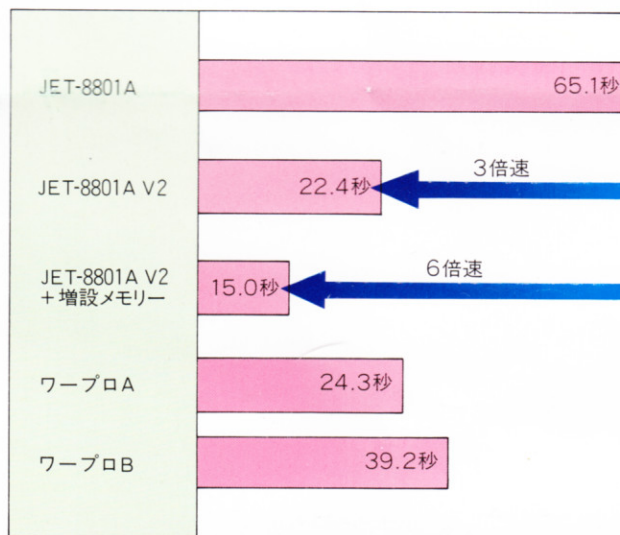 JET-8801A
65.1秒
JET-8801A V2
22.4秒
3倍速
JET-8801A V2
+増設メモリー
15.0秒
6倍速
ワープロA
24.3秒
ワープロB
39.2秒